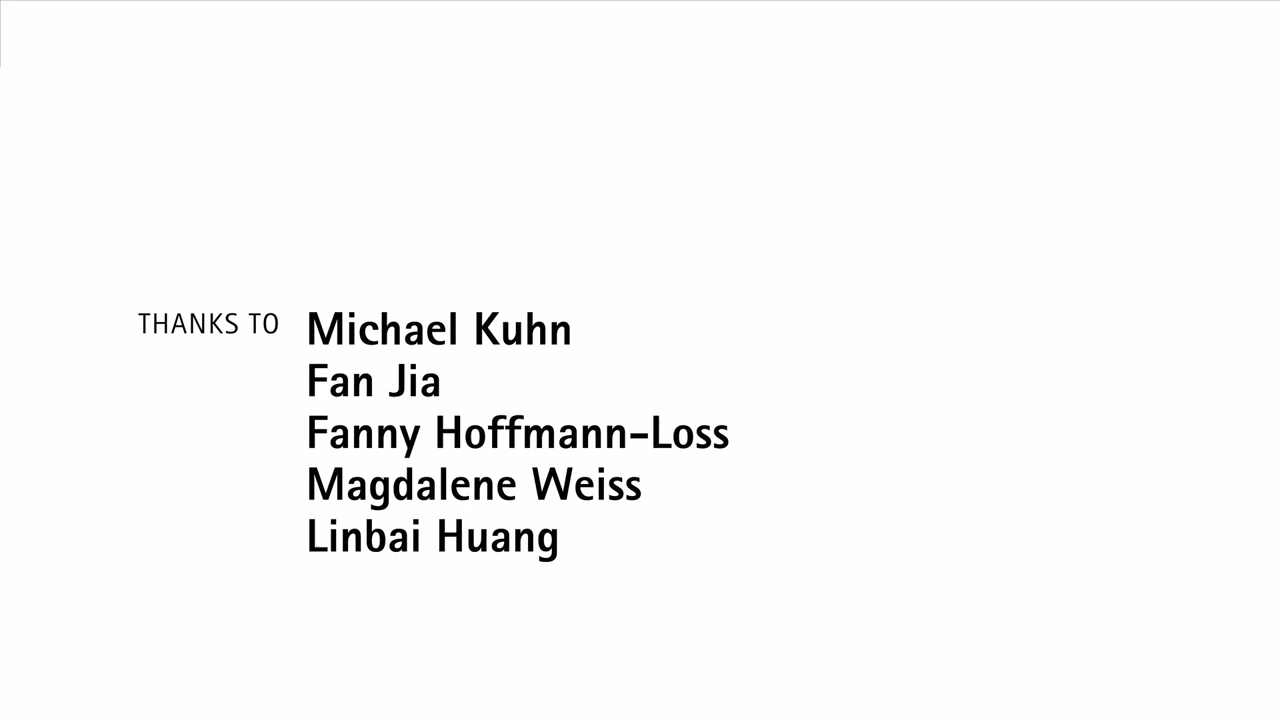 THANKS TO Michael Kuhn
Fan Jia
Fanny Hoffmann-Loss
Magdalene Weiss
Linbai Huang